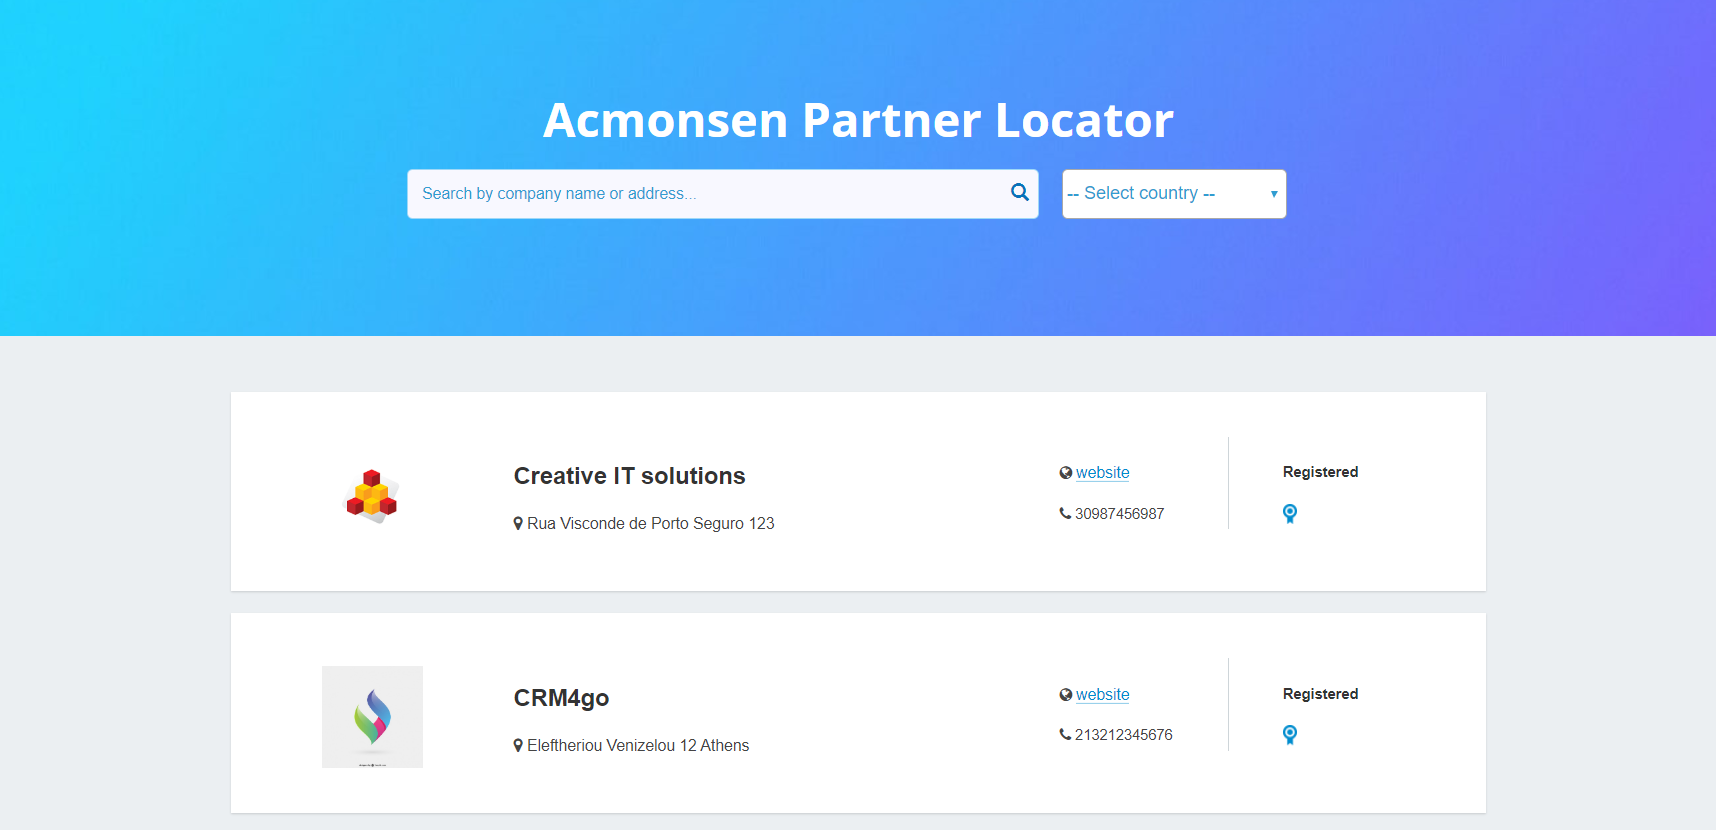 Acmonsen Partner Locator
Search by company name or address...
-- Select country --
Creative IT solutions
Rua Visconde de Porto Seguro 123
website
30987456987
Registered
CRM4go
Eleftheriou Venizelou 12 Athens
website
213212345676
Registered